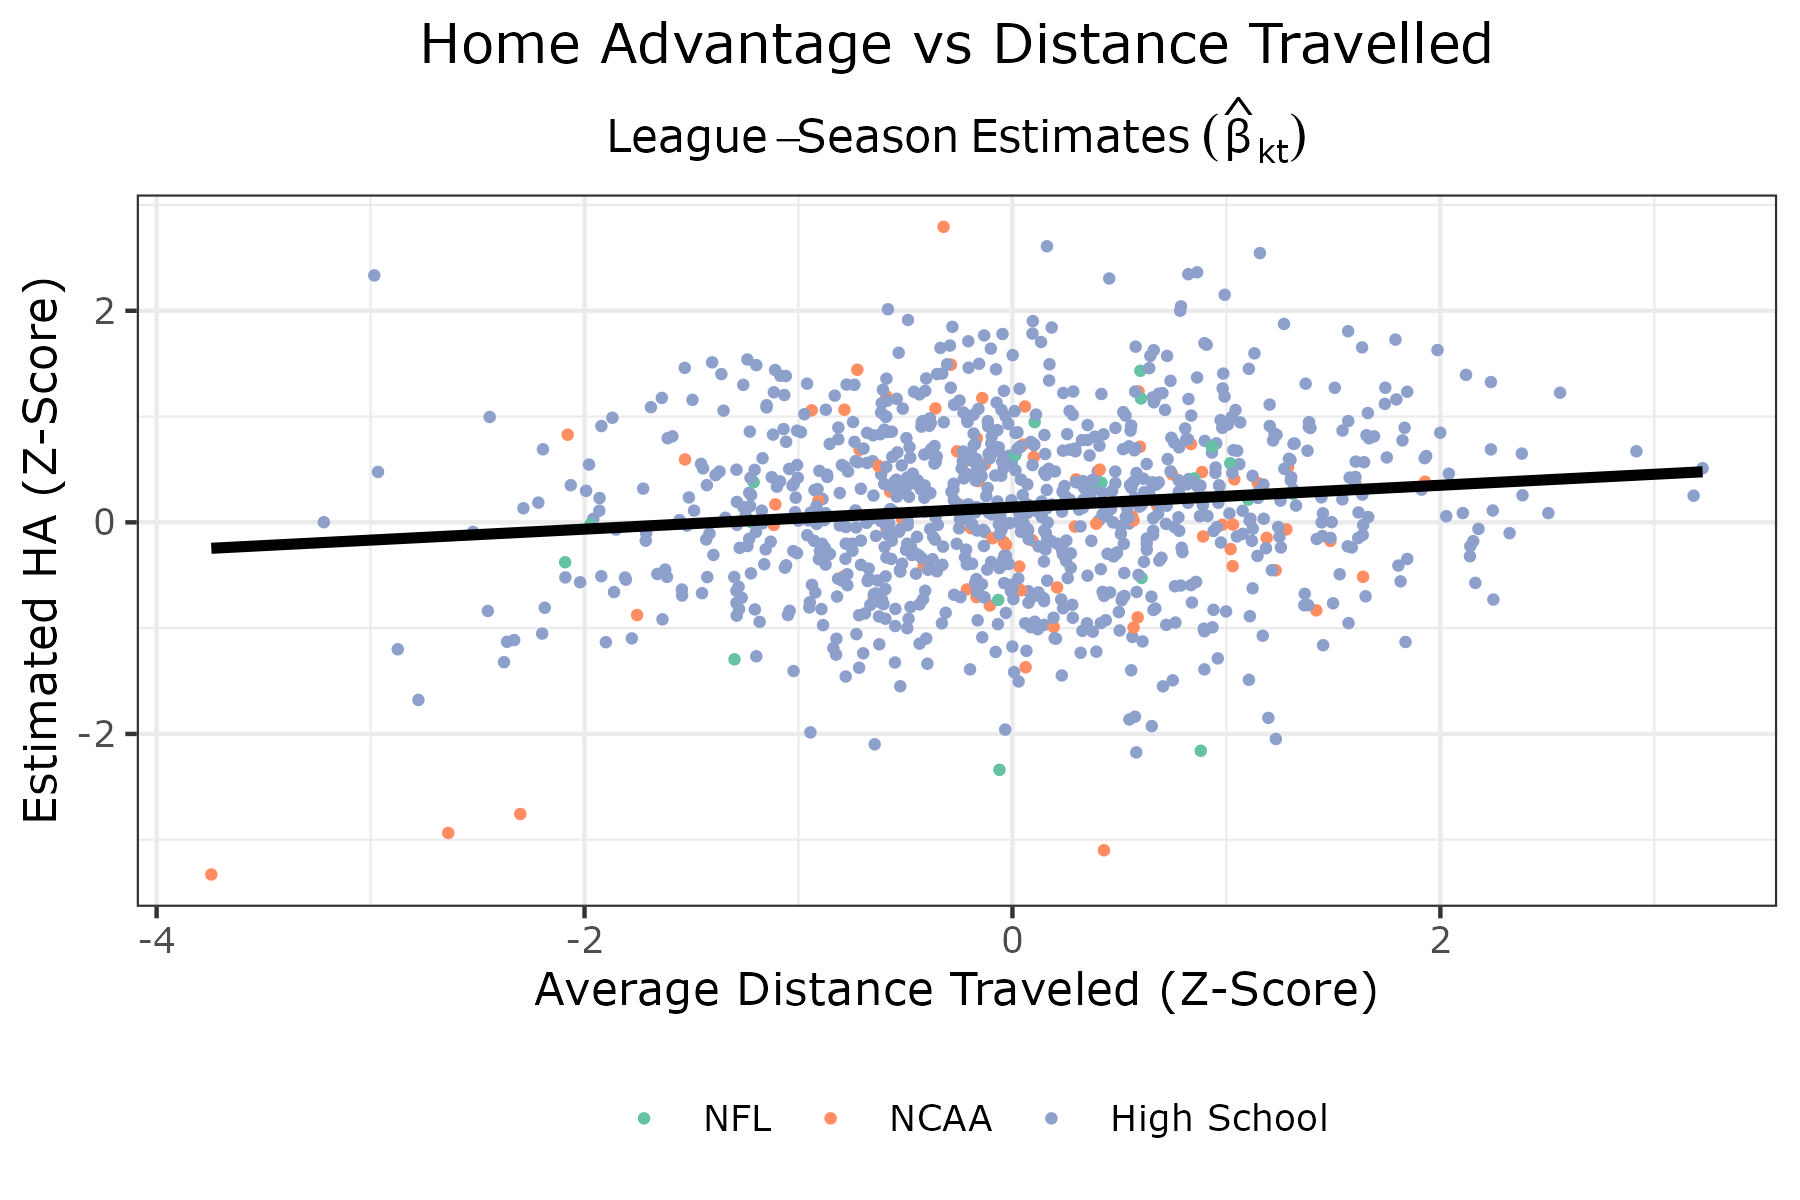 Home Advantage vs Distance Travelled
League–Season Estimates (β̂kt)
Estimated HA (Z-Score)
2
0
-2
-4 -2 0 2
Average Distance Traveled (Z-Score)
NFL NCAA High School